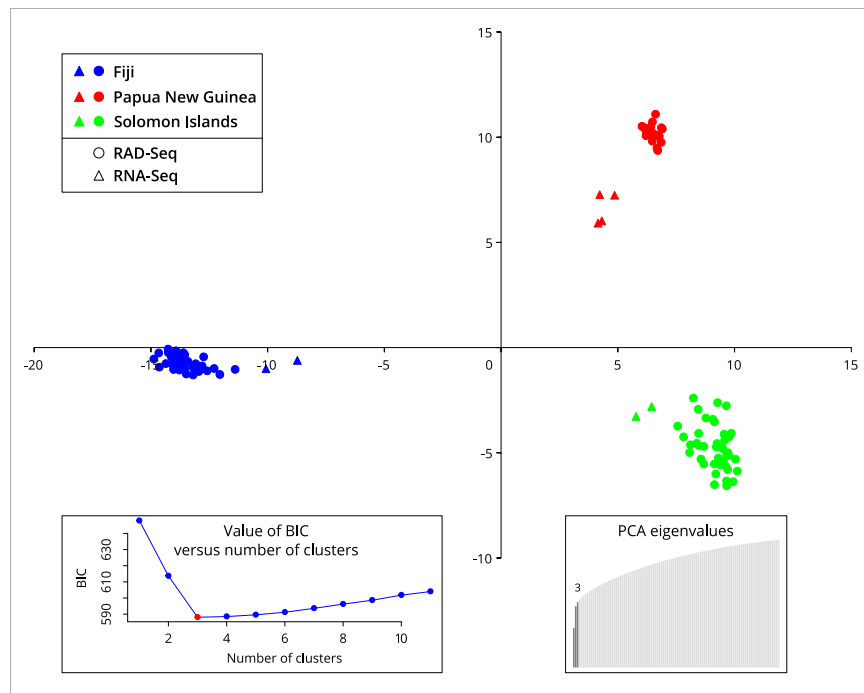 Fiji
Papua New Guinea
Solomon Islands
RAD-Seq
RNA-Seq
15
10
5
-20
-15
-10
-5
0
5
10
15
-5
-10
Value of BIC
versus number of clusters
BIC
630
610
590
2
4
6
8
10
Number of clusters
PCA eigenvalues
3